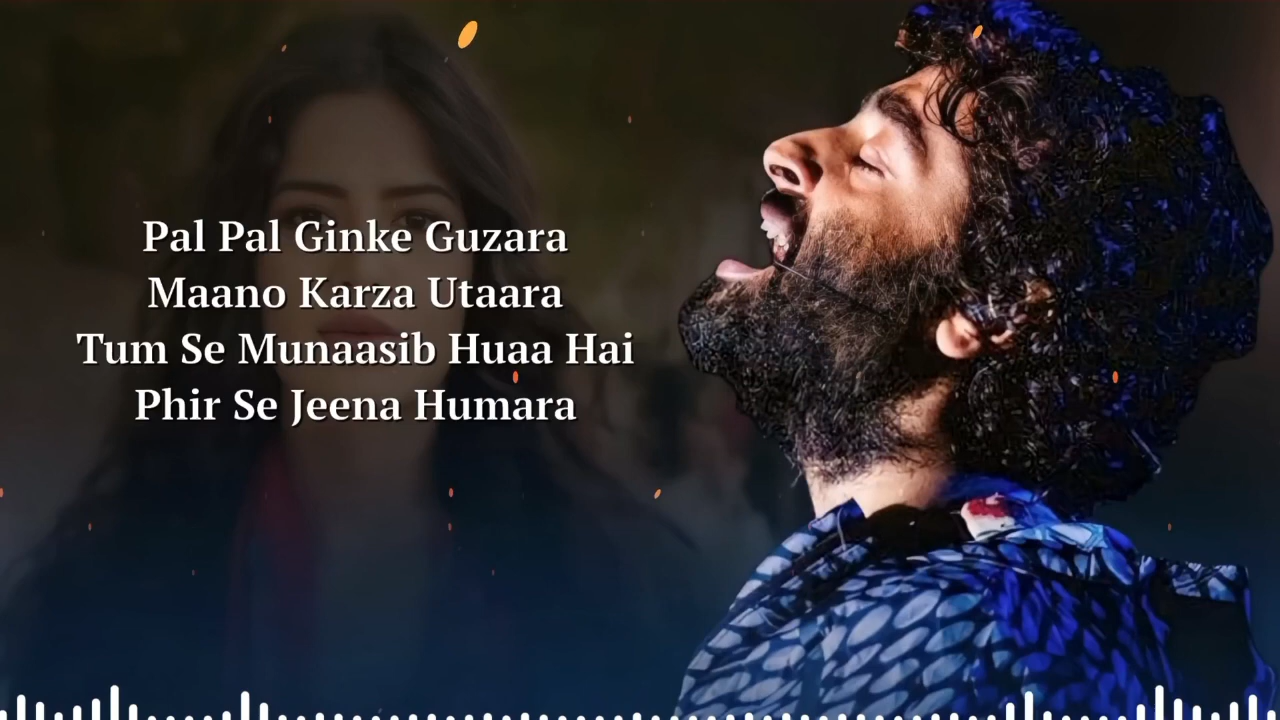 Pal Pal Ginke Guzara
Maano Karza Utaara
Tum Se Munaasib Huaa Hai
Phir Se Jeena Humara